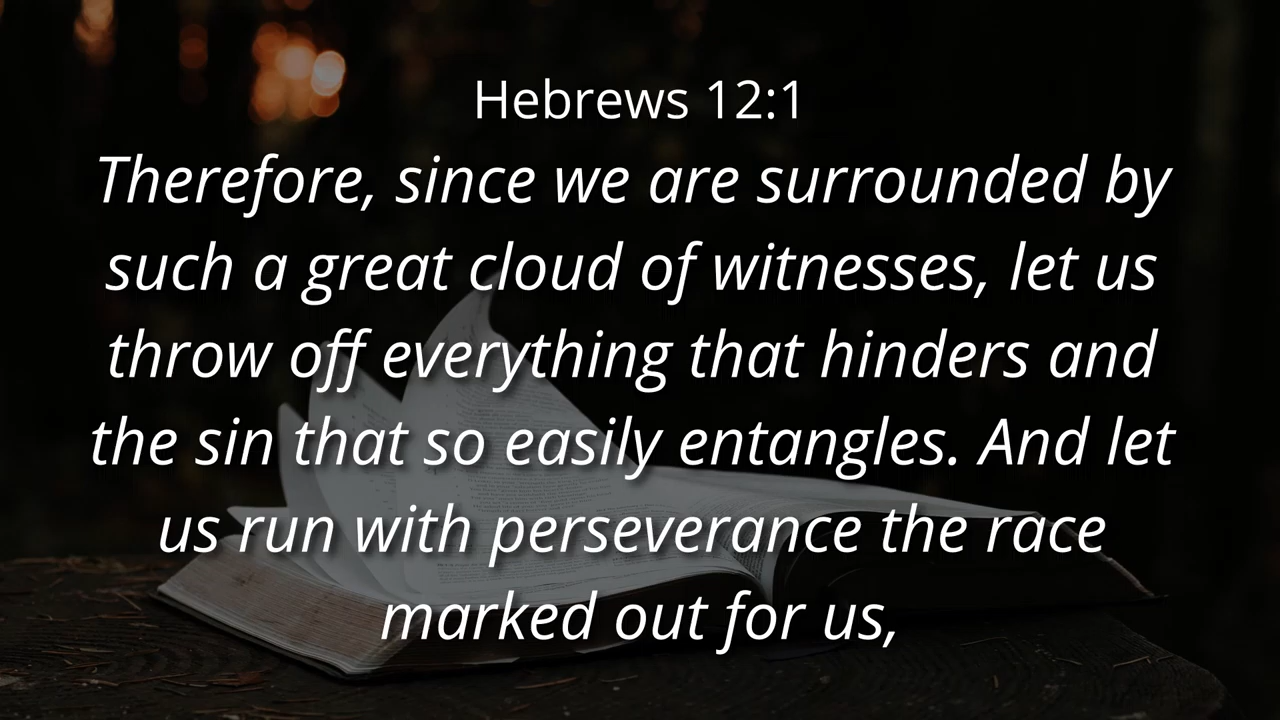 Hebrews 12:1
Therefore, since we are surrounded by
such a great cloud of witnesses, let us
throw off everything that hinders and
the sin that so easily entangles. And let
us run with perseverance the race
marked out for us,